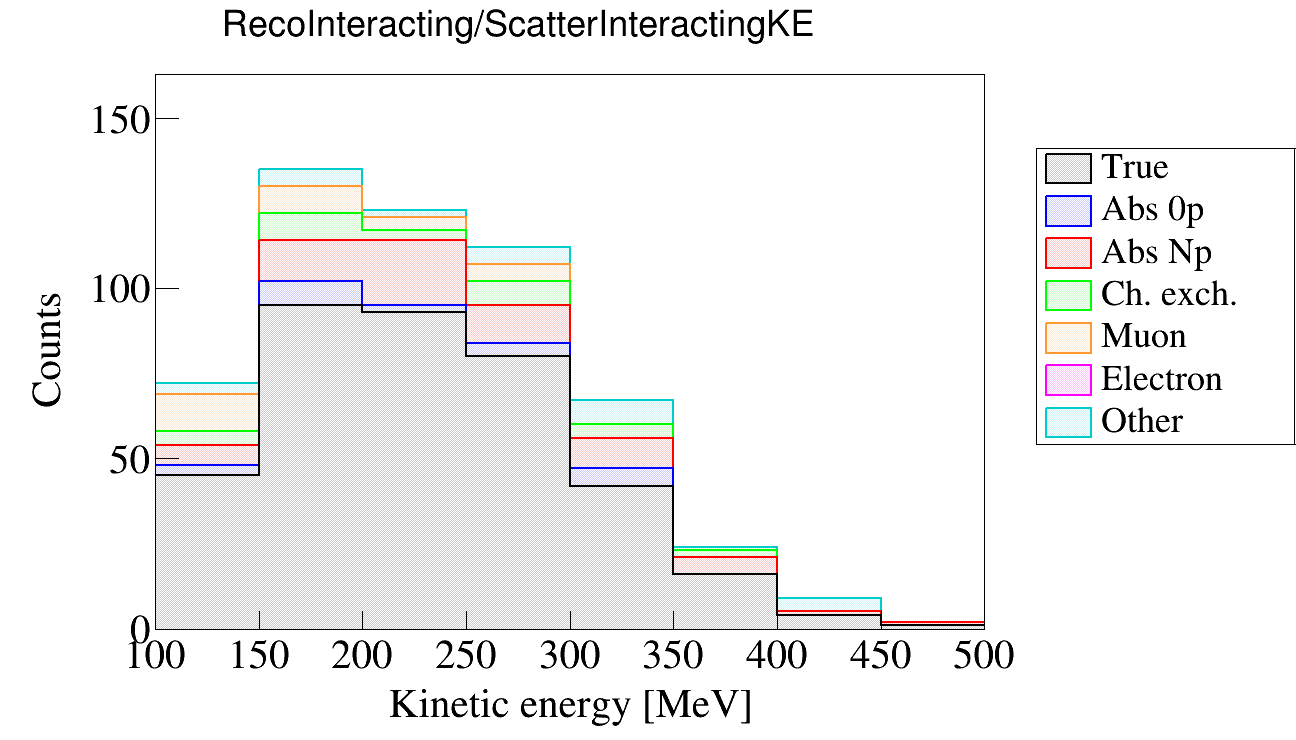 RecoInteracting/ScatterInteractingKE
150
100
50
0
100 150 200 250 300 350 400 450 500
Kinetic energy [MeV]
Counts
True
Abs 0p
Abs Np
Ch. exch.
Muon
Electron
Other